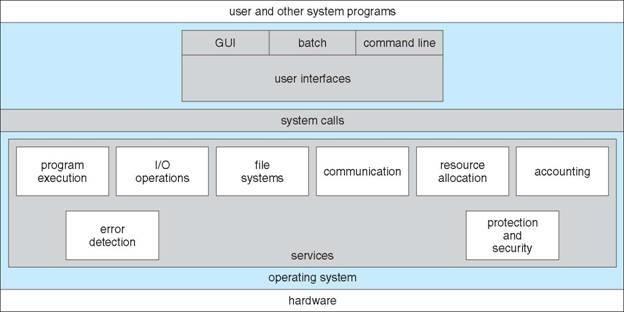 user and other system programs
GUI batch command line
user interfaces
system calls
program
execution
I/O
operations
file
systems
communication
resource
allocation
accounting
error
detection
protection
and
security
services
operating system
hardware